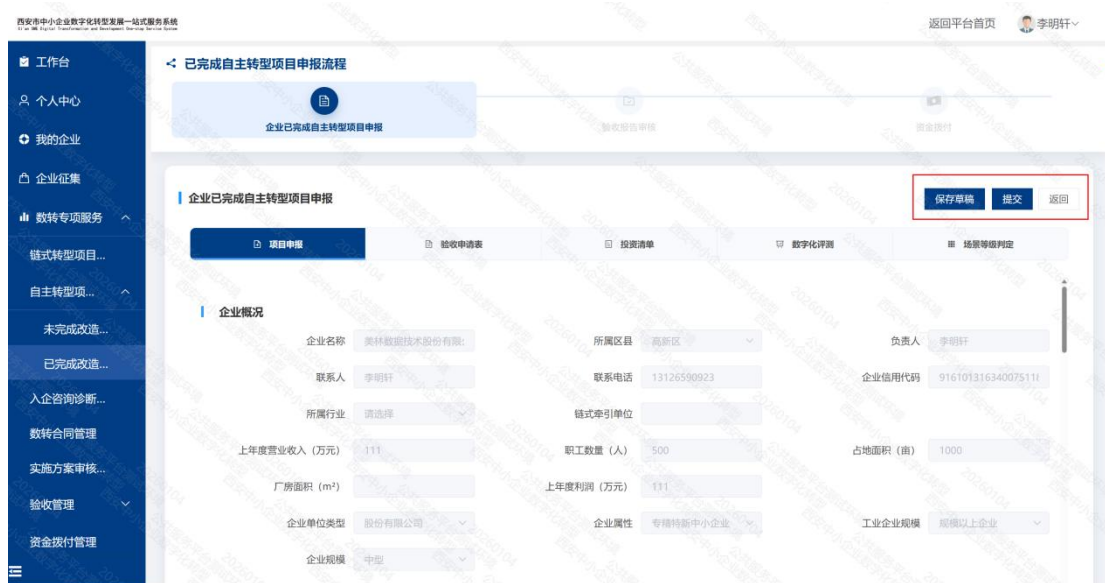 西安市中小企业数字化转型发展一站式服务系统
返回平台首页 李明轩
工作台
个人中心
我的企业
企业征集
数转专项服务
链式转型项目...
自主转型项...
未完成改造...
已完成改造...
入企咨询诊断...
数转合同管理
实施方案审核...
验收管理
资金拨付管理
已完成自主转型项目申报流程
企业已完成自主转型项目申报 验收报告审核 资金拨付
企业已完成自主转型项目申报 保存草稿 提交 返回
项目申报 验收申请表 投资清单 数字化评测 场景等级判定
企业概况
企业名称 美林数据技术股份有限 所属区县 高新区 负责人 李明轩
联系人 李明轩 联系电话 13126590923 企业信用代码
所属行业 请选择 链式牵引单位
上年度营业收入（万元） 111 职工数量（人） 500 占地面积（亩） 1000
厂房面积（m²） 上年度利润（万元） 111
企业单位类型 股份有限公司 企业属性 专精特新中小企业 工业企业规模 规模以上企业
企业规模 中型